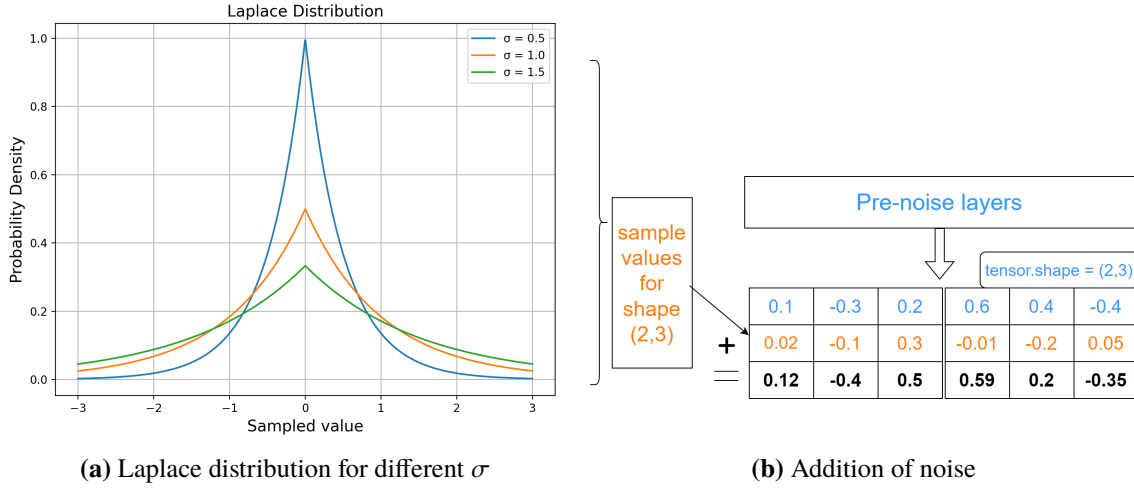 Laplace Distribution
σ = 0.5
σ = 1.0
σ = 1.5
Probability Density
1.0
0.8
0.6
0.4
0.2
0.0
−3 −2 −1 0 1 2 3
Sampled value
sample
values
for
shape
(2,3)
Pre-noise layers
tensor.shape = (2,3)
0.1 -0.3 0.2 0.6 0.4 -0.4
+ 0.02 -0.1 0.3 -0.01 -0.2 0.05
= 0.12 -0.4 0.5 0.59 0.2 -0.35
(a) Laplace distribution for different σ
(b) Addition of noise